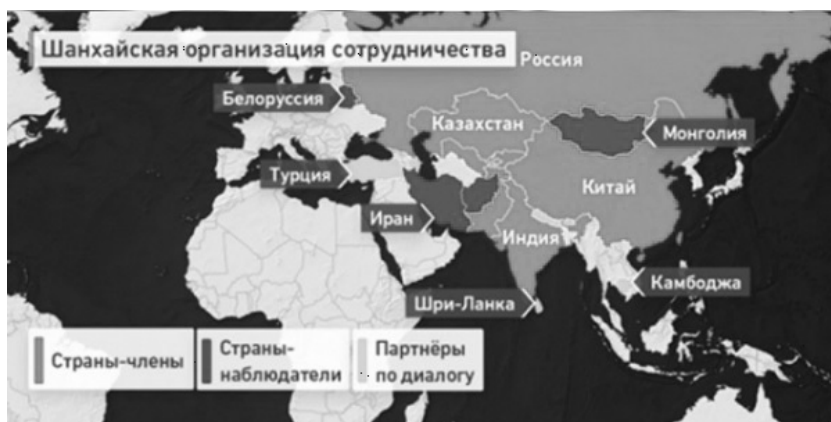 Шанхайская организация сотрудничества
Россия
Белоруссия
Казахстан
Монголия
Турция
Китай
Иран
Индия
Камбоджа
Шри-Ланка
Страны-члены
Страны-
наблюдатели
Партнёры
по диалогу